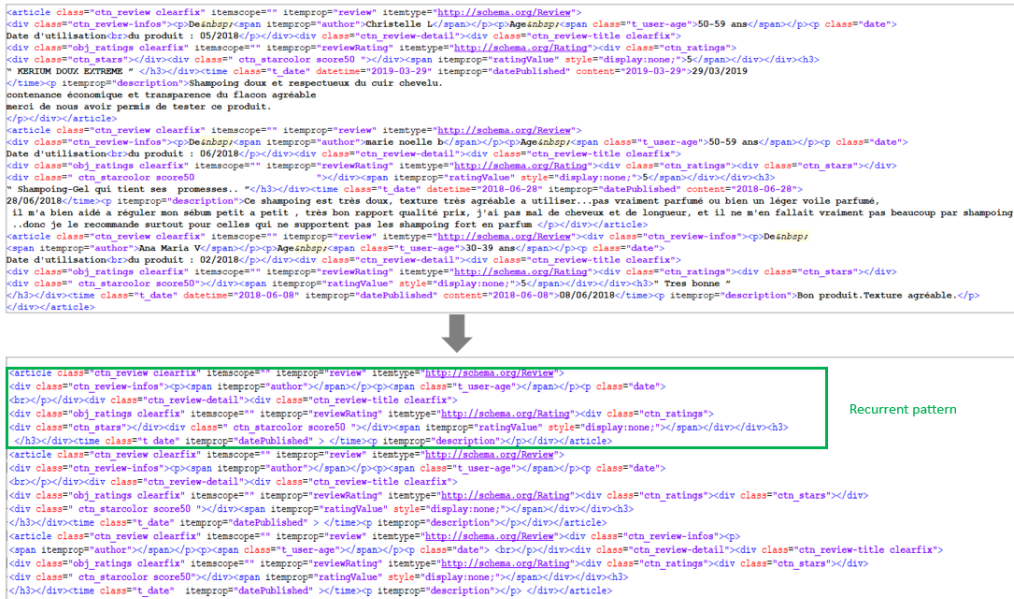 <article class="ctn_review clearfix" itemscope="" itemprop="review" itemtype="http://schema.org/Review">
<div class="ctn_review-infos"><p>De&nbsp;<span itemprop="author">Christelle L</span></p><p>Age&nbsp;<span class="t_user-age">50-59 ans</span></p><p class="date">
Date d'utilisation<br>du produit : 05/2018</p></div><div class="ctn_review-detail"><div class="ctn_review-title clearfix">
<div class="obj_ratings clearfix" itemscope="" itemprop="reviewRating" itemtype="http://schema.org/Rating"><div class="ctn_ratings">
<div class="ctn_stars"></div><div class=" ctn_starcolor score50 "></div><span itemprop="ratingValue" style="display:none;">5</span></div></div><h3>
" KERIUM DOUX EXTREME " </h3></div><time class="t_date" datetime="2019-03-29" itemprop="datePublished" content="2019-03-29">29/03/2019
</time><p itemprop="description">Shampoing doux et respectueux du cuir chevelu.
contenance économique et transparence du flacon agréable
merci de nous avoir permis de tester ce produit.
</p></div></article>
<article class="ctn_review clearfix" itemscope="" itemprop="review" itemtype="http://schema.org/Review">
<div class="ctn_review-infos"><p>De&nbsp;<span itemprop="author">marie noelle b</span></p><p>Age&nbsp;<span class="t_user-age">50-59 ans</span></p><p class="date">
Date d'utilisation<br>du produit : 06/2018</p></div><div class="ctn_review-detail"><div class="ctn_review-title clearfix">
<div class="obj_ratings clearfix" itemscope="" itemprop="reviewRating" itemtype="http://schema.org/Rating"><div class="ctn_ratings"><div class="ctn_stars"></div>
<div class=" ctn_starcolor score50 "></div><span itemprop="ratingValue" style="display:none;">5</span></div></div><h3>
" Shampoing-Gel qui tient ses promesses.. "</h3></div><time class="t_date" datetime="2018-06-28" itemprop="datePublished" content="2018-06-28">
28/06/2018</time><p itemprop="description">Ce shampoing est très doux, texture très agréable a utiliser...pas vraiment parfumé ou bien un léger voile parfumé,
il m'a bien aidé a réguler mon sébum petit a petit , très bon rapport qualité prix, j'ai pas mal de cheveux et de longueur, et il ne m'en fallait vraiment pas beaucoup par shampoing
..donc je le recommande surtout pour celles qui ne supportent pas les shampoing fort en parfum </p></div></article>
<article class="ctn_review clearfix" itemscope="" itemprop="review" itemtype="http://schema.org/Review"><div class="ctn_review-infos"><p>De&nbsp;
<span itemprop="author">Ana Maria V</span></p><p>Age&nbsp;<span class="t_user-age">30-39 ans</span></p><p class="date">
Date d'utilisation<br>du produit : 02/2018</p></div><div class="ctn_review-detail"><div class="ctn_review-title clearfix">
<div class="obj_ratings clearfix" itemscope="" itemprop="reviewRating" itemtype="http://schema.org/Rating"><div class="ctn_ratings"><div class="ctn_stars"></div>
<div class=" ctn_starcolor score50"></div><span itemprop="ratingValue" style="display:none;">5</span></div></div><h3>" Tres bonne "
</h3></div><time class="t_date" datetime="2018-06-08" itemprop="datePublished" content="2018-06-08">08/06/2018</time><p itemprop="description">Bon produit.Texture agréable.</p>
</div></article>
<article class="ctn_review clearfix" itemscope="" itemprop="review" itemtype="http://schema.org/Review">
<div class="ctn_review-infos"><p><span itemprop="author"></span></p><p><span class="t_user-age"></span></p><p class="date">
<br></p></div><div class="ctn_review-detail"><div class="ctn_review-title clearfix">
<div class="obj_ratings clearfix" itemscope="" itemprop="reviewRating" itemtype="http://schema.org/Rating"><div class="ctn_ratings">
<div class="ctn_stars"></div><div class=" ctn_starcolor score50 "></div><span itemprop="ratingValue" style="display:none;"></span></div></div><h3>
</h3></div><time class="t_date" itemprop="datePublished" > </time><p itemprop="description"></p></div></article>
Recurrent pattern
<article class="ctn_review clearfix" itemscope="" itemprop="review" itemtype="http://schema.org/Review">
<div class="ctn_review-infos"><p><span itemprop="author"></span></p><p><span class="t_user-age"></span></p><p class="date">
<br></p></div><div class="ctn_review-detail"><div class="ctn_review-title clearfix">
<div class="obj_ratings clearfix" itemscope="" itemprop="reviewRating" itemtype="http://schema.org/Rating"><div class="ctn_ratings"><div class="ctn_stars"></div>
<div class=" ctn_starcolor score50 "></div><span itemprop="ratingValue" style="display:none;"></span></div></div><h3>
</h3></div><time class="t_date" itemprop="datePublished" > </time><p itemprop="description"></p></div></article>
<article class="ctn_review clearfix" itemscope="" itemprop="review" itemtype="http://schema.org/Review"><div class="ctn_review-infos"><p>
<span itemprop="author"></span></p><p><span class="t_user-age"></span></p><p class="date"> <br></p></div><div class="ctn_review-detail"><div class="ctn_review-title clearfix">
<div class="obj_ratings clearfix" itemscope="" itemprop="reviewRating" itemtype="http://schema.org/Rating"><div class="ctn_ratings"><div class="ctn_stars"></div>
<div class=" ctn_starcolor score50"></div><span itemprop="ratingValue" style="display:none;"></span></div></div><h3>
</h3></div><time class="t_date" itemprop="datePublished" ></time><p itemprop="description"></p> </div></article>